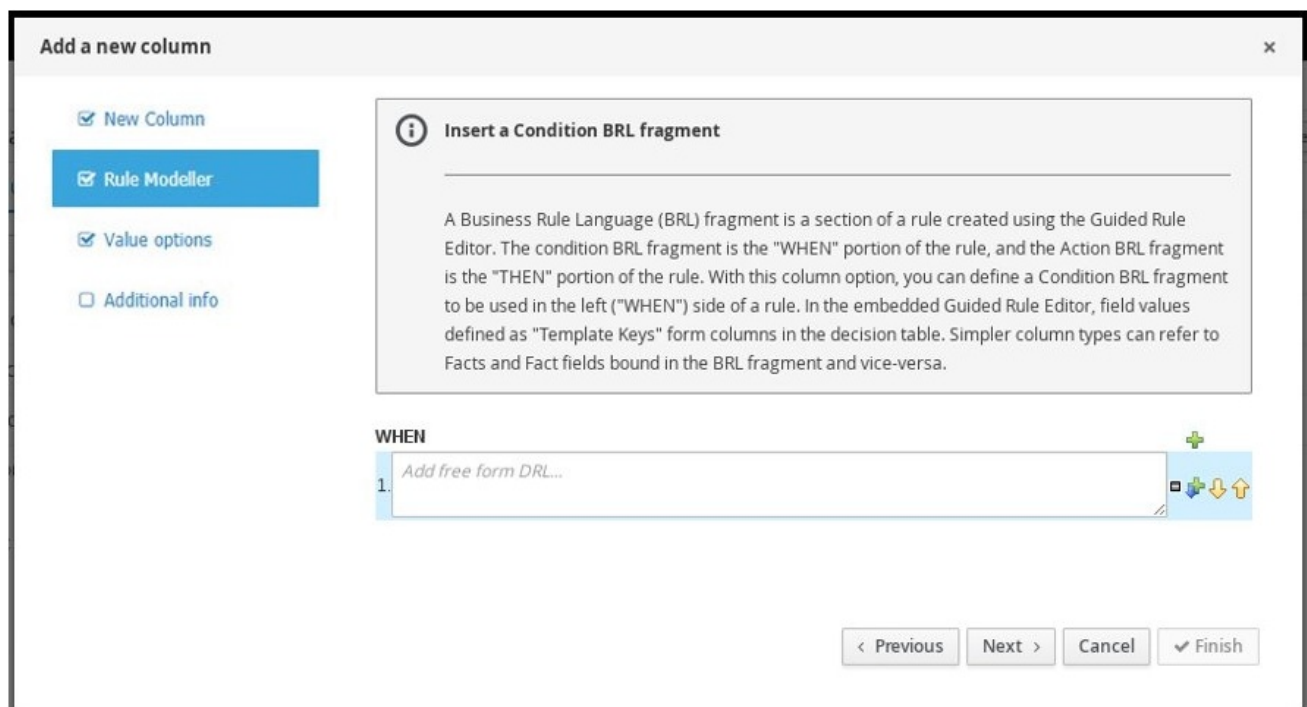 Add a new column
×
New Column
Rule Modeller
Value options
Additional info
Insert a Condition BRL fragment
A Business Rule Language (BRL) fragment is a section of a rule created using the Guided Rule
Editor. The condition BRL fragment is the "WHEN" portion of the rule, and the Action BRL fragment
is the "THEN" portion of the rule. With this column option, you can define a Condition BRL fragment
to be used in the left ("WHEN") side of a rule. In the embedded Guided Rule Editor, field values
defined as "Template Keys" form columns in the decision table. Simpler column types can refer to
Facts and Fact fields bound in the BRL fragment and vice-versa.
WHEN
1. Add free form DRL...
< Previous Next > Cancel ✔ Finish